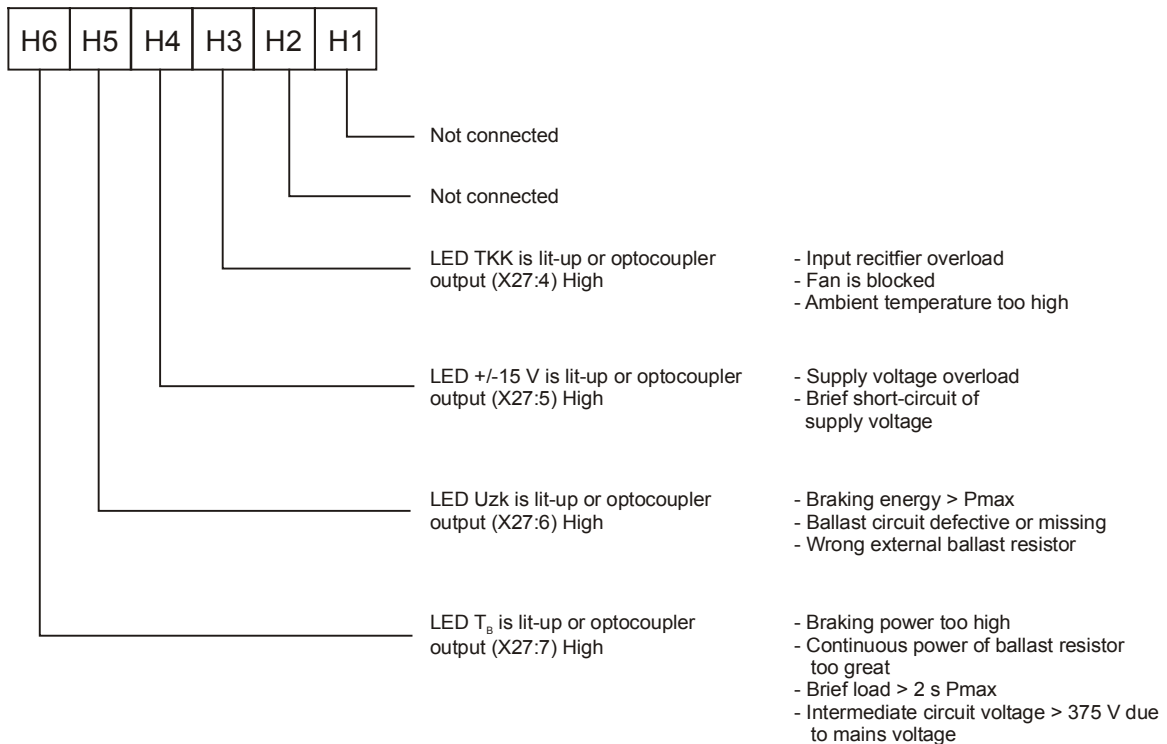 H6 H5 H4 H3 H2 H1
Not connected
Not connected
LED TKK is lit-up or optocoupler
output (X27:4) High
- Input recitfier overload
- Fan is blocked
- Ambient temperature too high
LED +/-15 V is lit-up or optocoupler
output (X27:5) High
- Supply voltage overload
- Brief short-circuit of
supply voltage
LED Uzk is lit-up or optocoupler
output (X27:6) High
- Braking energy > Pmax
- Ballast circuit defective or missing
- Wrong external ballast resistor
LED TB is lit-up or optocoupler
output (X27:7) High
- Braking power too high
- Continuous power of ballast resistor
too great
- Brief load > 2 s Pmax
- Intermediate circuit voltage > 375 V due
to mains voltage